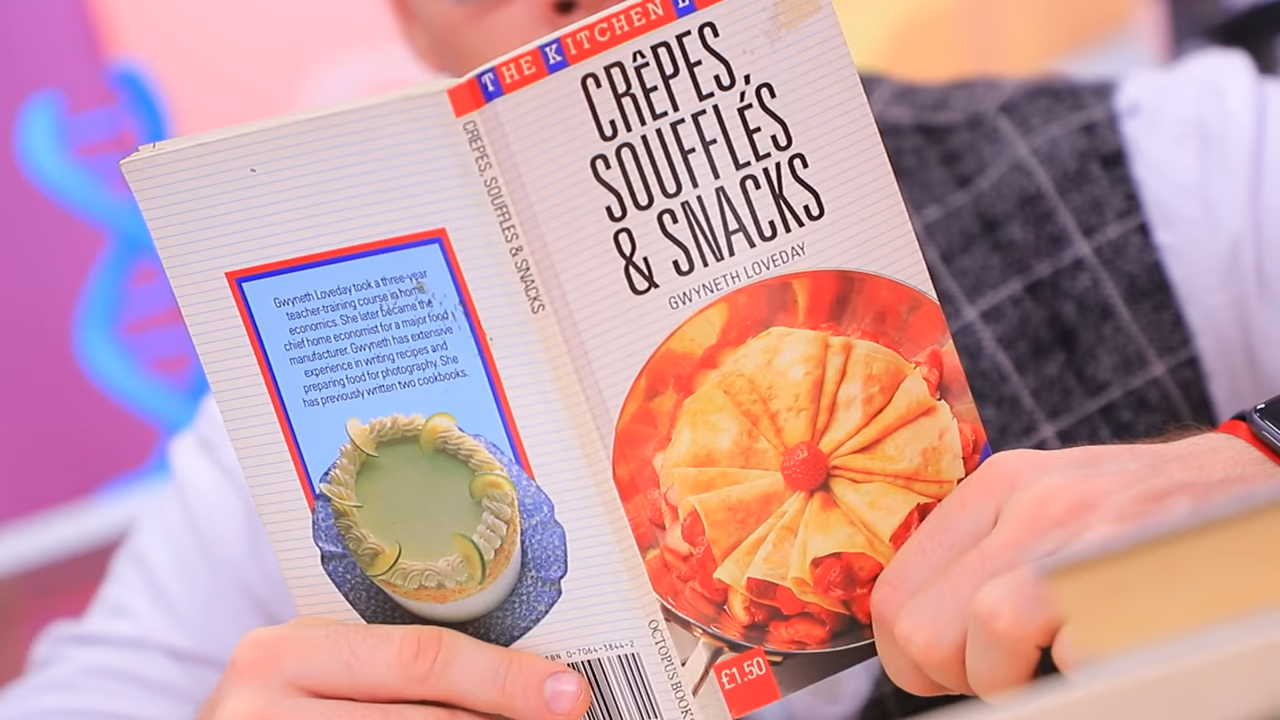 THE KITCHEN
CRÊPES,
SOUFFLÉS
& SNACKS
GWYNETH LOVEDAY
£1.50
CREPES, SOUFFLES & SNACKS
OCTOPUS BOOKS
Gwyneth Loveday took a three-year
teacher-training course in home
economics. She later became the
chief home economist for a major food
manufacturer. Gwyneth has extensive
experience in writing recipes and
preparing food for photography. She
has previously written two cookbooks.
ISBN 0-7064-3844-2